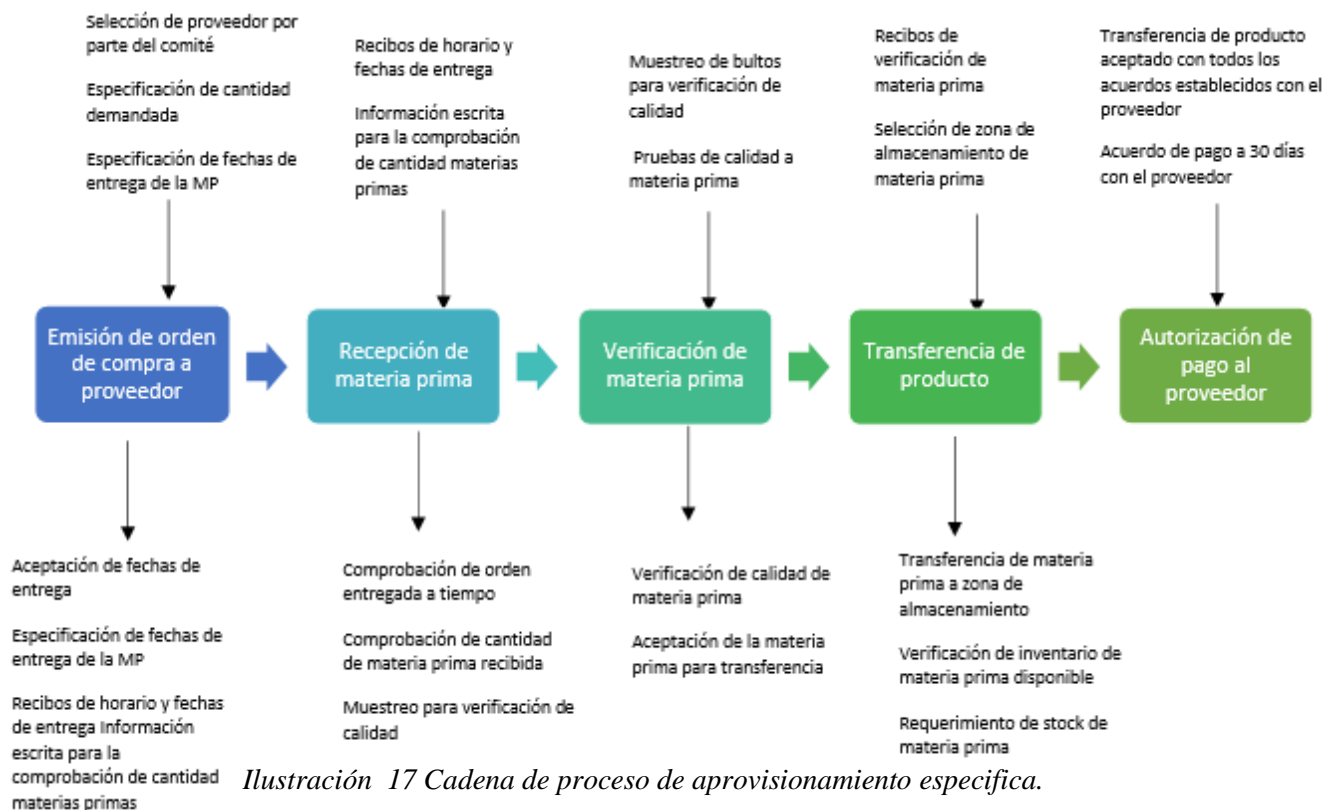 Selección de proveedor por
parte del comité
Especificación de cantidad
demandada
Especificación de fechas de
entrega de la MP
Recibos de horario y
fechas de entrega
Información escrita
para la comprobación
de cantidad materias
primas
Muestreo de bultos
para verificación de
calidad
Pruebas de calidad a
materia prima
Recibos de
verificación de
materia prima
Selección de zona de
almacenamiento de
materia prima
Transferencia de producto
aceptado con todos los
acuerdos establecidos con el
proveedor
Acuerdo de pago a 30 días
con el proveedor
Emisión de orden
de compra a
proveedor
Recepción de
materia prima
Verificación de
materia prima
Transferencia de
producto
Autorización de
pago al
proveedor
Aceptación de fechas de
entrega
Especificación de fechas de
entrega de la MP
Recibos de horario y fechas
de entrega Información
escrita para la
comprobación de cantidad
materias primas
Comprobación de orden
entregada a tiempo
Comprobación de cantidad
de materia prima recibida
Muestreo para verificación de
calidad
Verificación de calidad de
materia prima
Aceptación de la materia
prima para transferencia
Transferencia de materia
prima a zona de
almacenamiento
Verificación de inventario de
materia prima disponible
Requerimiento de stock de
materia prima
Ilustración 17 Cadena de proceso de aprovisionamiento especifica.